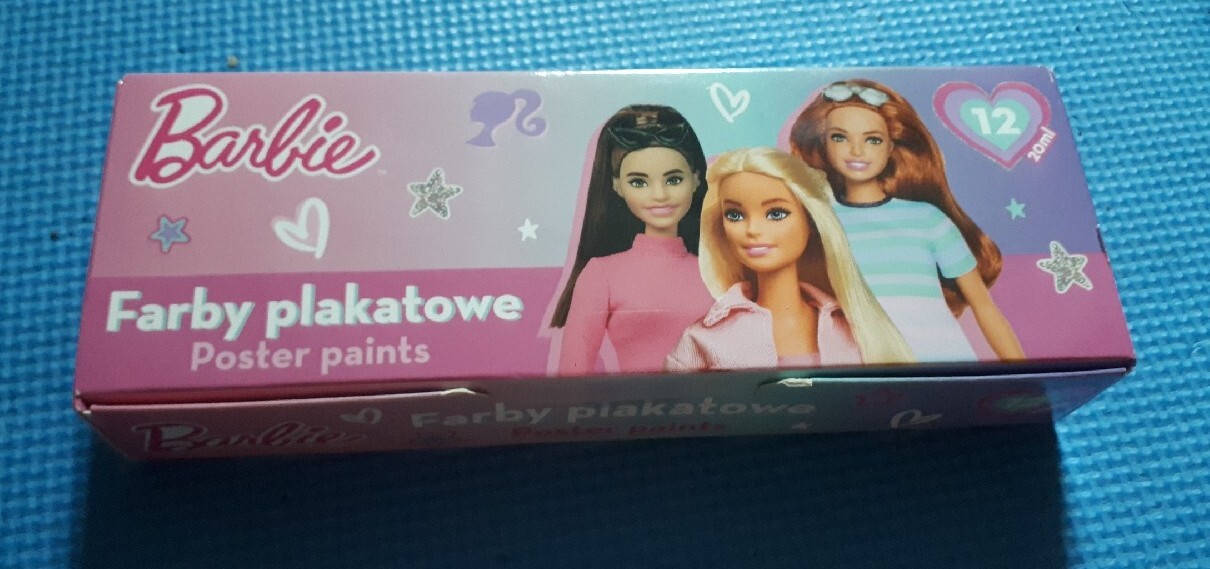 Barbie
12
20ml
Farby plakatowe
Poster paints
Barbie
Farby plakatowe
Poster paints